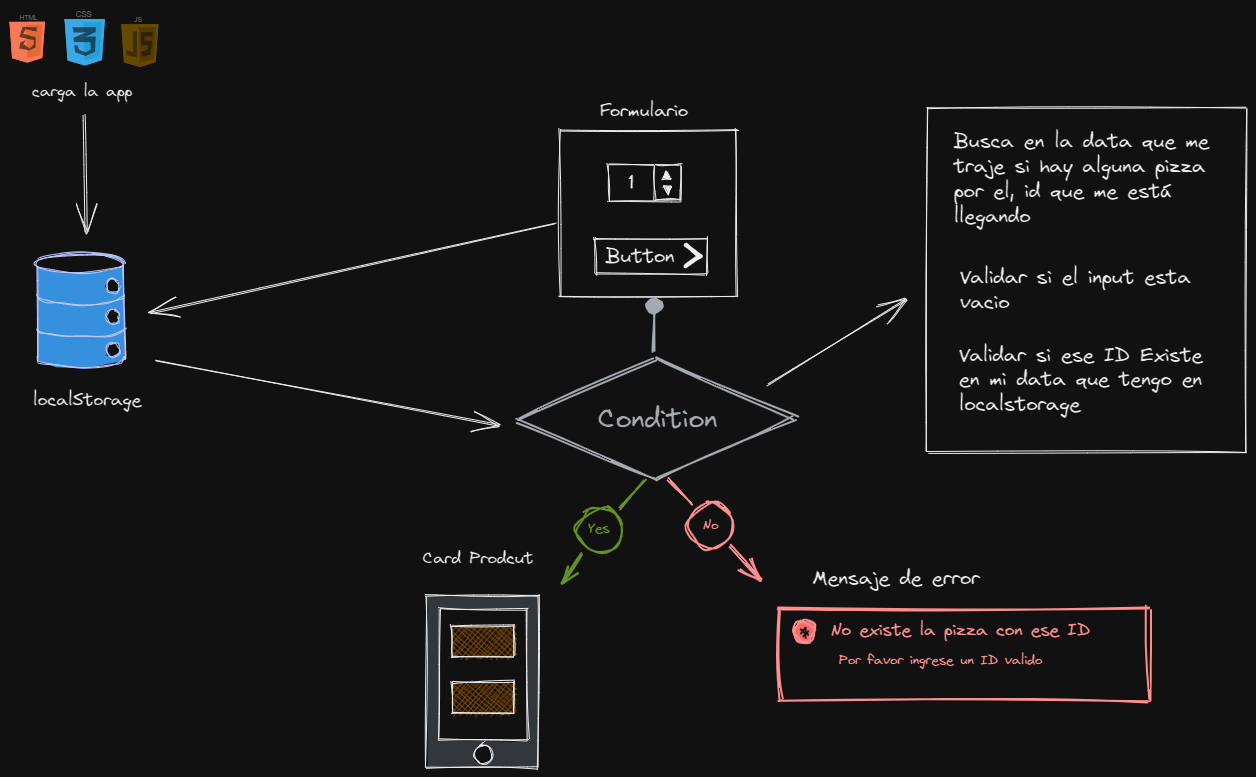 HTML
CSS
JS
carga la app
localStorage
Formulario
1
Button
Condition
Busca en la data que me
traje si hay alguna pizza
por el, id que me está
llegando
Validar si el input esta
vacio
Validar si ese ID Existe
en mi data que tengo en
localstorage
Yes
No
Card Prodcut
Mensaje de error
No existe la pizza con ese ID
Por favor ingrese un ID valido